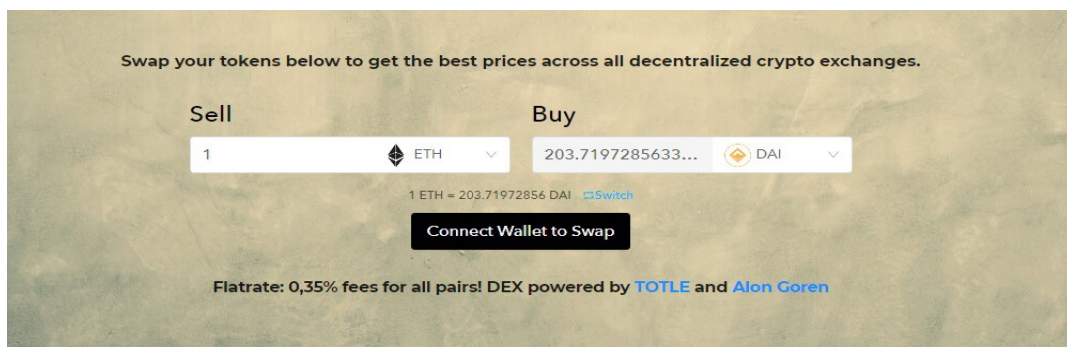 Swap your tokens below to get the best prices across all decentralized crypto exchanges.
Sell Buy
1 ETH 203.7197285633... DAI
1 ETH = 203.71972856 DAI Switch
Connect Wallet to Swap
Flatrate: 0,35% fees for all pairs! DEX powered by TOTLE and Alon Goren